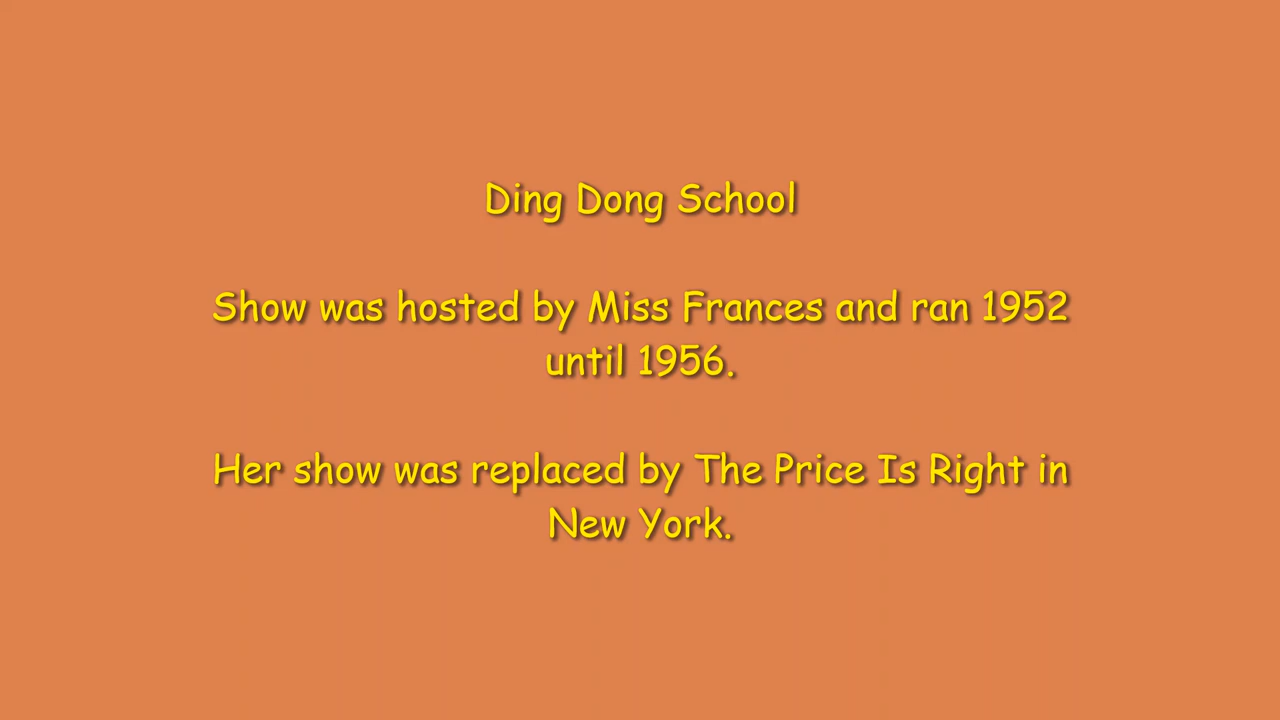 Ding Dong School
Show was hosted by Miss Frances and ran 1952
until 1956.
Her show was replaced by The Price Is Right in
New York.